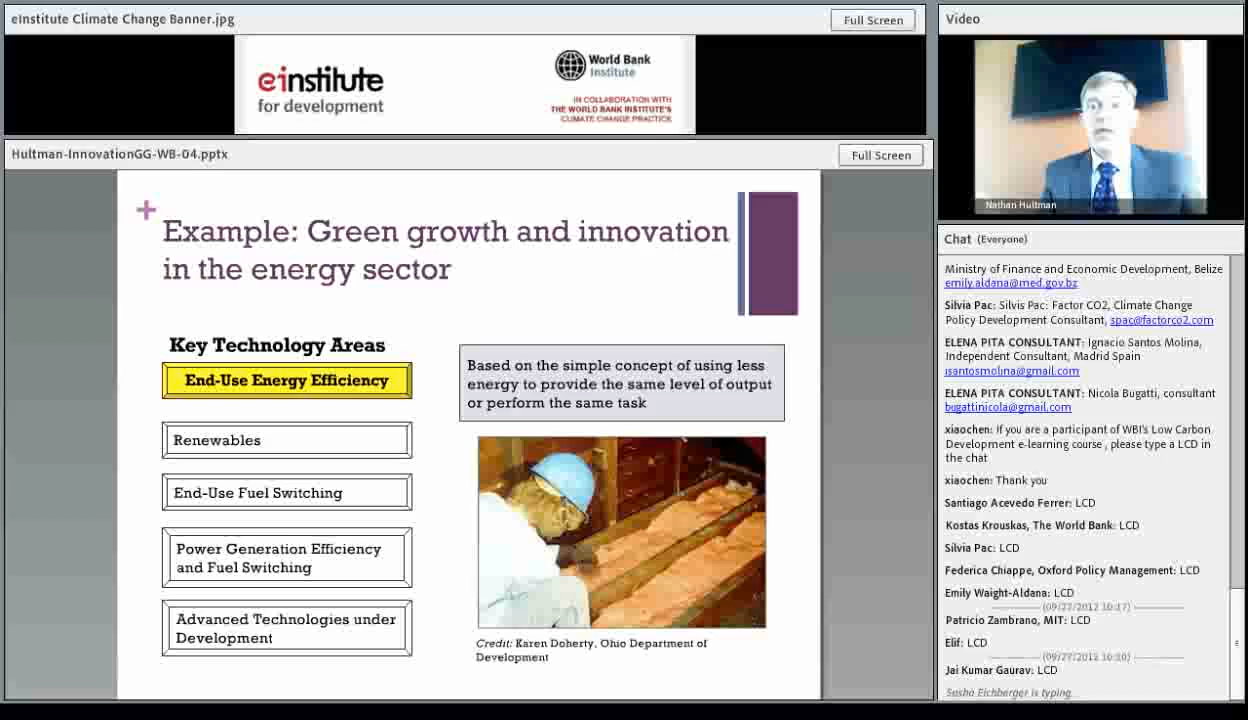 eInstitute Climate Change Banner.jpg
Full Screen
einstitute
for development
World Bank
Institute
IN COLLABORATION WITH
THE WORLD BANK INSTITUTE'S
CLIMATE CHANGE PRACTICE
Hultman-InnovationGG-WB-04.pptx
Full Screen
+
Example: Green growth and innovation
in the energy sector
Key Technology Areas
End-Use Energy Efficiency
Renewables
End-Use Fuel Switching
Power Generation Efficiency
and Fuel Switching
Advanced Technologies under
Development
Based on the simple concept of using less
energy to provide the same level of output
or perform the same task
Credit: Karen Doherty, Ohio Department of
Development
Video
Nathan Hultman
Chat (Everyone)
Ministry of Finance and Economic Development, Belize
emily.aldana@med.gov.bz
Silvia Pac: Silvis Pac: Factor CO2, Climate Change
Policy Development Consultant, spac@factorco2.com
ELENA PITA CONSULTANT: Ignacio Santos Molina,
Independent Consultant, Madrid Spain
isantosmolina@gmail.com
ELENA PITA CONSULTANT: Nicola Bugatti, consultant
bugattinicola@gmail.com
xiaochen: If you are a participant of WBI's Low Carbon
Development e-learning course , please type a LCD in
the chat
xiaochen: Thank you
Santiago Acevedo Ferrer: LCD
Kostas Krouskas, The World Bank: LCD
Silvia Pac: LCD
Federica Chiappe, Oxford Policy Management: LCD
Emily Waight-Aldana: LCD
(09/27/2012
Patricio Zambrano, MIT: LCD
Elif: LCD
(09/27/2012
Jai Kumar Gaurav: LCD
Sasha Eichberger is typing...